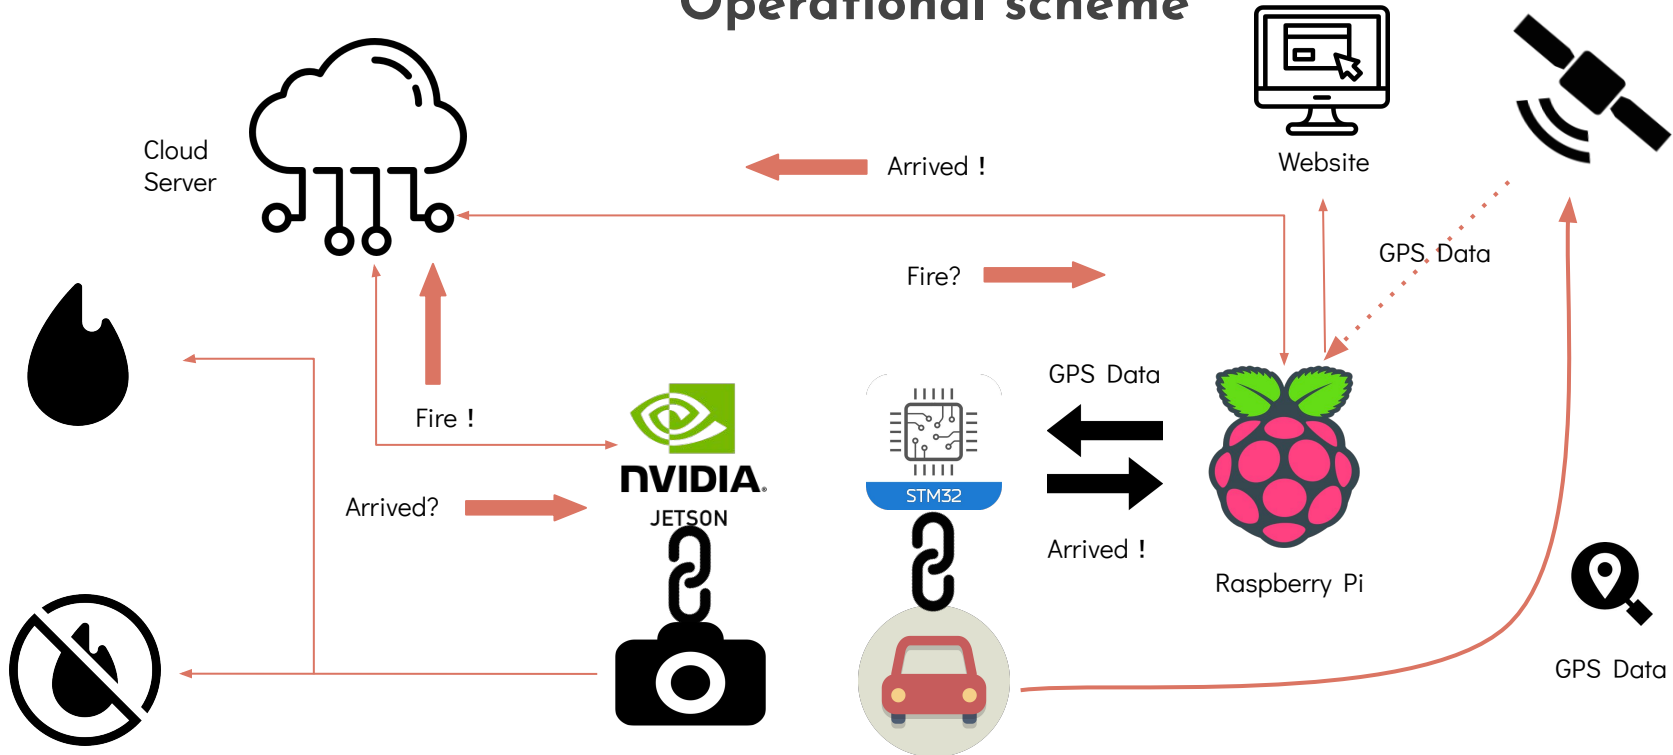 Operational scheme
Cloud
Server
Arrived !
Website
GPS Data
Fire?
Fire !
GPS Data
NVIDIA.
JETSON
STM32
Arrived?
Arrived !
Raspberry Pi
GPS Data